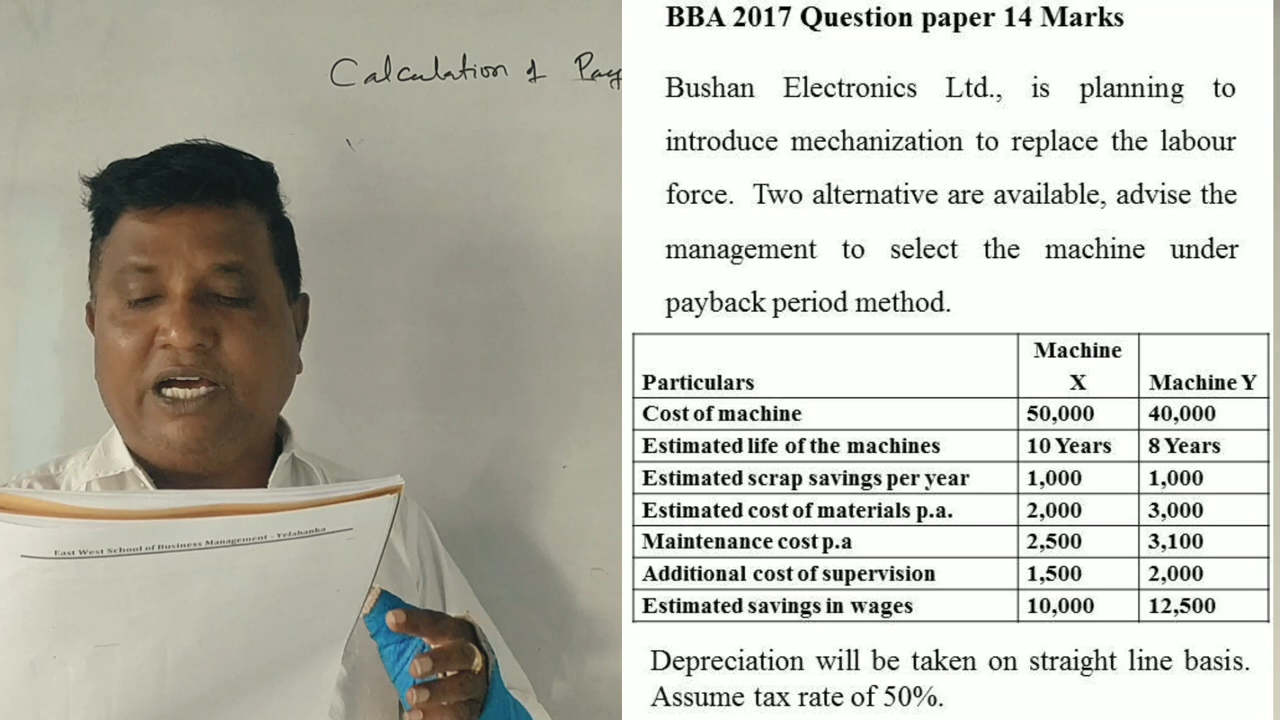 Calculation of
BBA 2017 Question paper 14 Marks
Bushan Electronics Ltd., is planning to
introduce mechanization to replace the labour
force. Two alternative are available, advise the
management to select the machine under
payback period method.
Particulars Machine X Machine Y
Cost of machine 50,000 40,000
Estimated life of the machines 10 Years 8 Years
Estimated scrap savings per year 1,000 1,000
Estimated cost of materials p.a. 2,000 3,000
Maintenance cost p.a 2,500 3,100
Additional cost of supervision 1,500 2,000
Estimated savings in wages 10,000 12,500
Depreciation will be taken on straight line basis.
Assume tax rate of 50%.
East West School of Business Management - Yelahanka